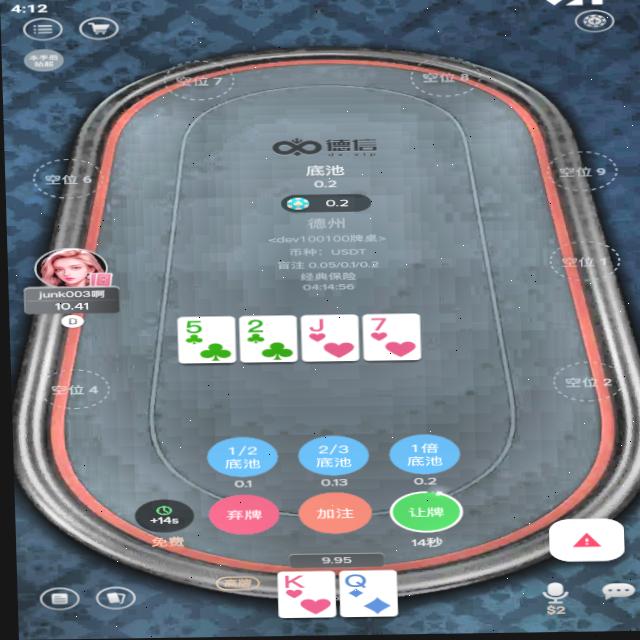 4:12
本手西
空位 7
空位 8
德信
dx.vip
底池
0.2
0.2
空位 6
空位 9
德州
<dev100100牌桌>
币种：USDT
盲注 0.05/0.1/0.2
经典保险
04:14:56
空位 1
junk003啊
10.41
D
5
2
J
7
空位 4
空位 2
1/2
底池
2/3
底池
1倍
底池
0.1
0.13
0.2
+14s
弃牌
加注
让牌
免费
14秒
9.95
高牌
K
Q
$2